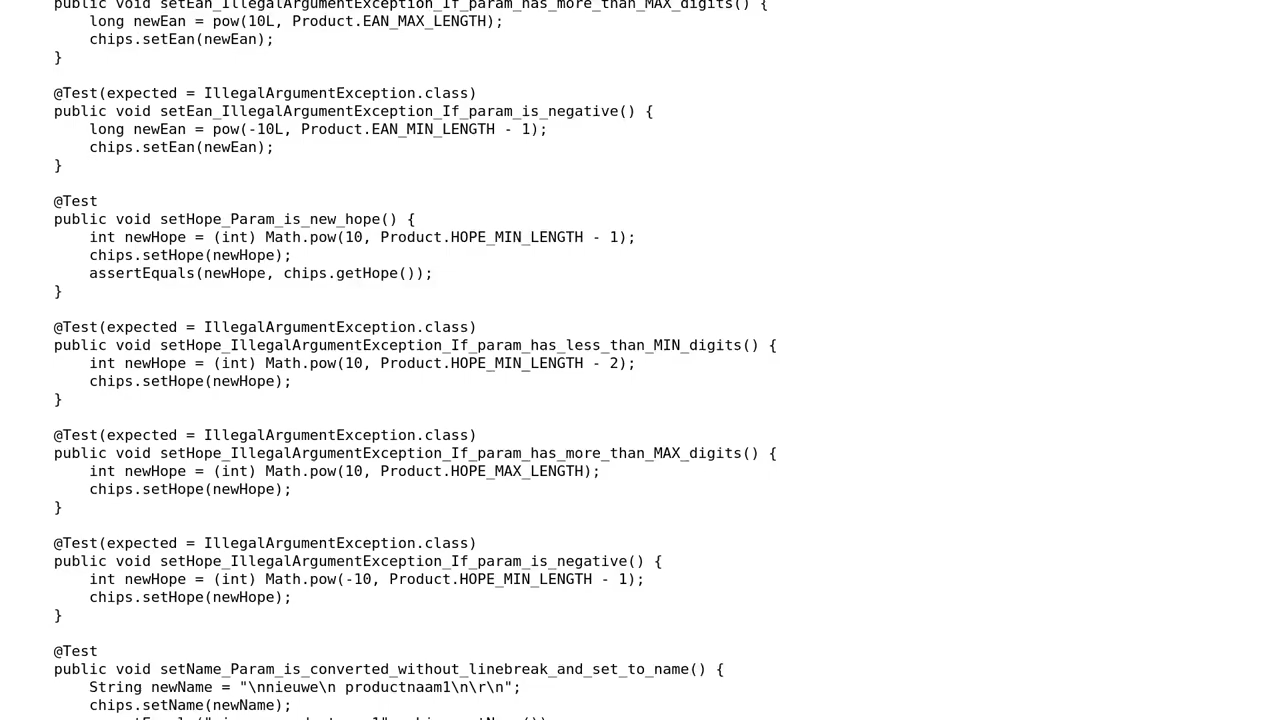 public void setEan_IllegalArgumentException_If_param_has_more_than_MAX_digits() {
long newEan = pow(10L, Product.EAN_MAX_LENGTH);
chips.setEan(newEan);
}
@Test(expected = IllegalArgumentException.class)
public void setEan_IllegalArgumentException_If_param_is_negative() {
long newEan = pow(-10L, Product.EAN_MIN_LENGTH - 1);
chips.setEan(newEan);
}
@Test
public void setHope_Param_is_new_hope() {
int newHope = (int) Math.pow(10, Product.HOPE_MIN_LENGTH - 1);
chips.setHope(newHope);
assertEquals(newHope, chips.getHope());
}
@Test(expected = IllegalArgumentException.class)
public void setHope_IllegalArgumentException_If_param_has_less_than_MIN_digits() {
int newHope = (int) Math.pow(10, Product.HOPE_MIN_LENGTH - 2);
chips.setHope(newHope);
}
@Test(expected = IllegalArgumentException.class)
public void setHope_IllegalArgumentException_If_param_has_more_than_MAX_digits() {
int newHope = (int) Math.pow(10, Product.HOPE_MAX_LENGTH);
chips.setHope(newHope);
}
@Test(expected = IllegalArgumentException.class)
public void setHope_IllegalArgumentException_If_param_is_negative() {
int newHope = (int) Math.pow(-10, Product.HOPE_MIN_LENGTH - 1);
chips.setHope(newHope);
}
@Test
public void setName_Param_is_converted_without_linebreak_and_set_to_name() {
String newName = "\nnieuwe\n productnaam1\n\r\n";
chips.setName(newName);